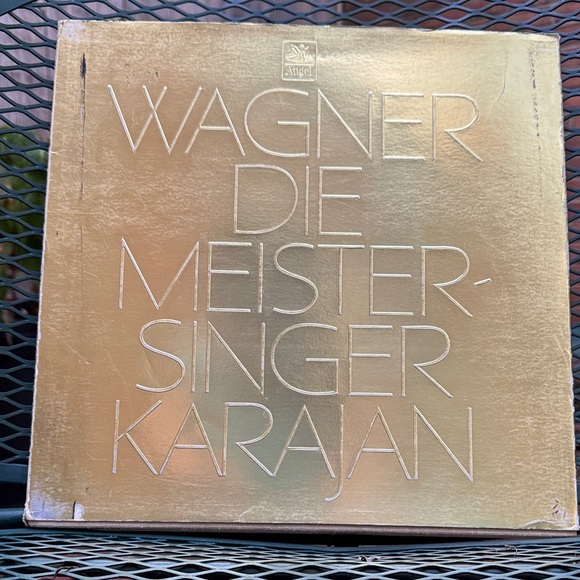 Angel
WAGNER
DIE
MEISTER-
SINGER
KARAJAN